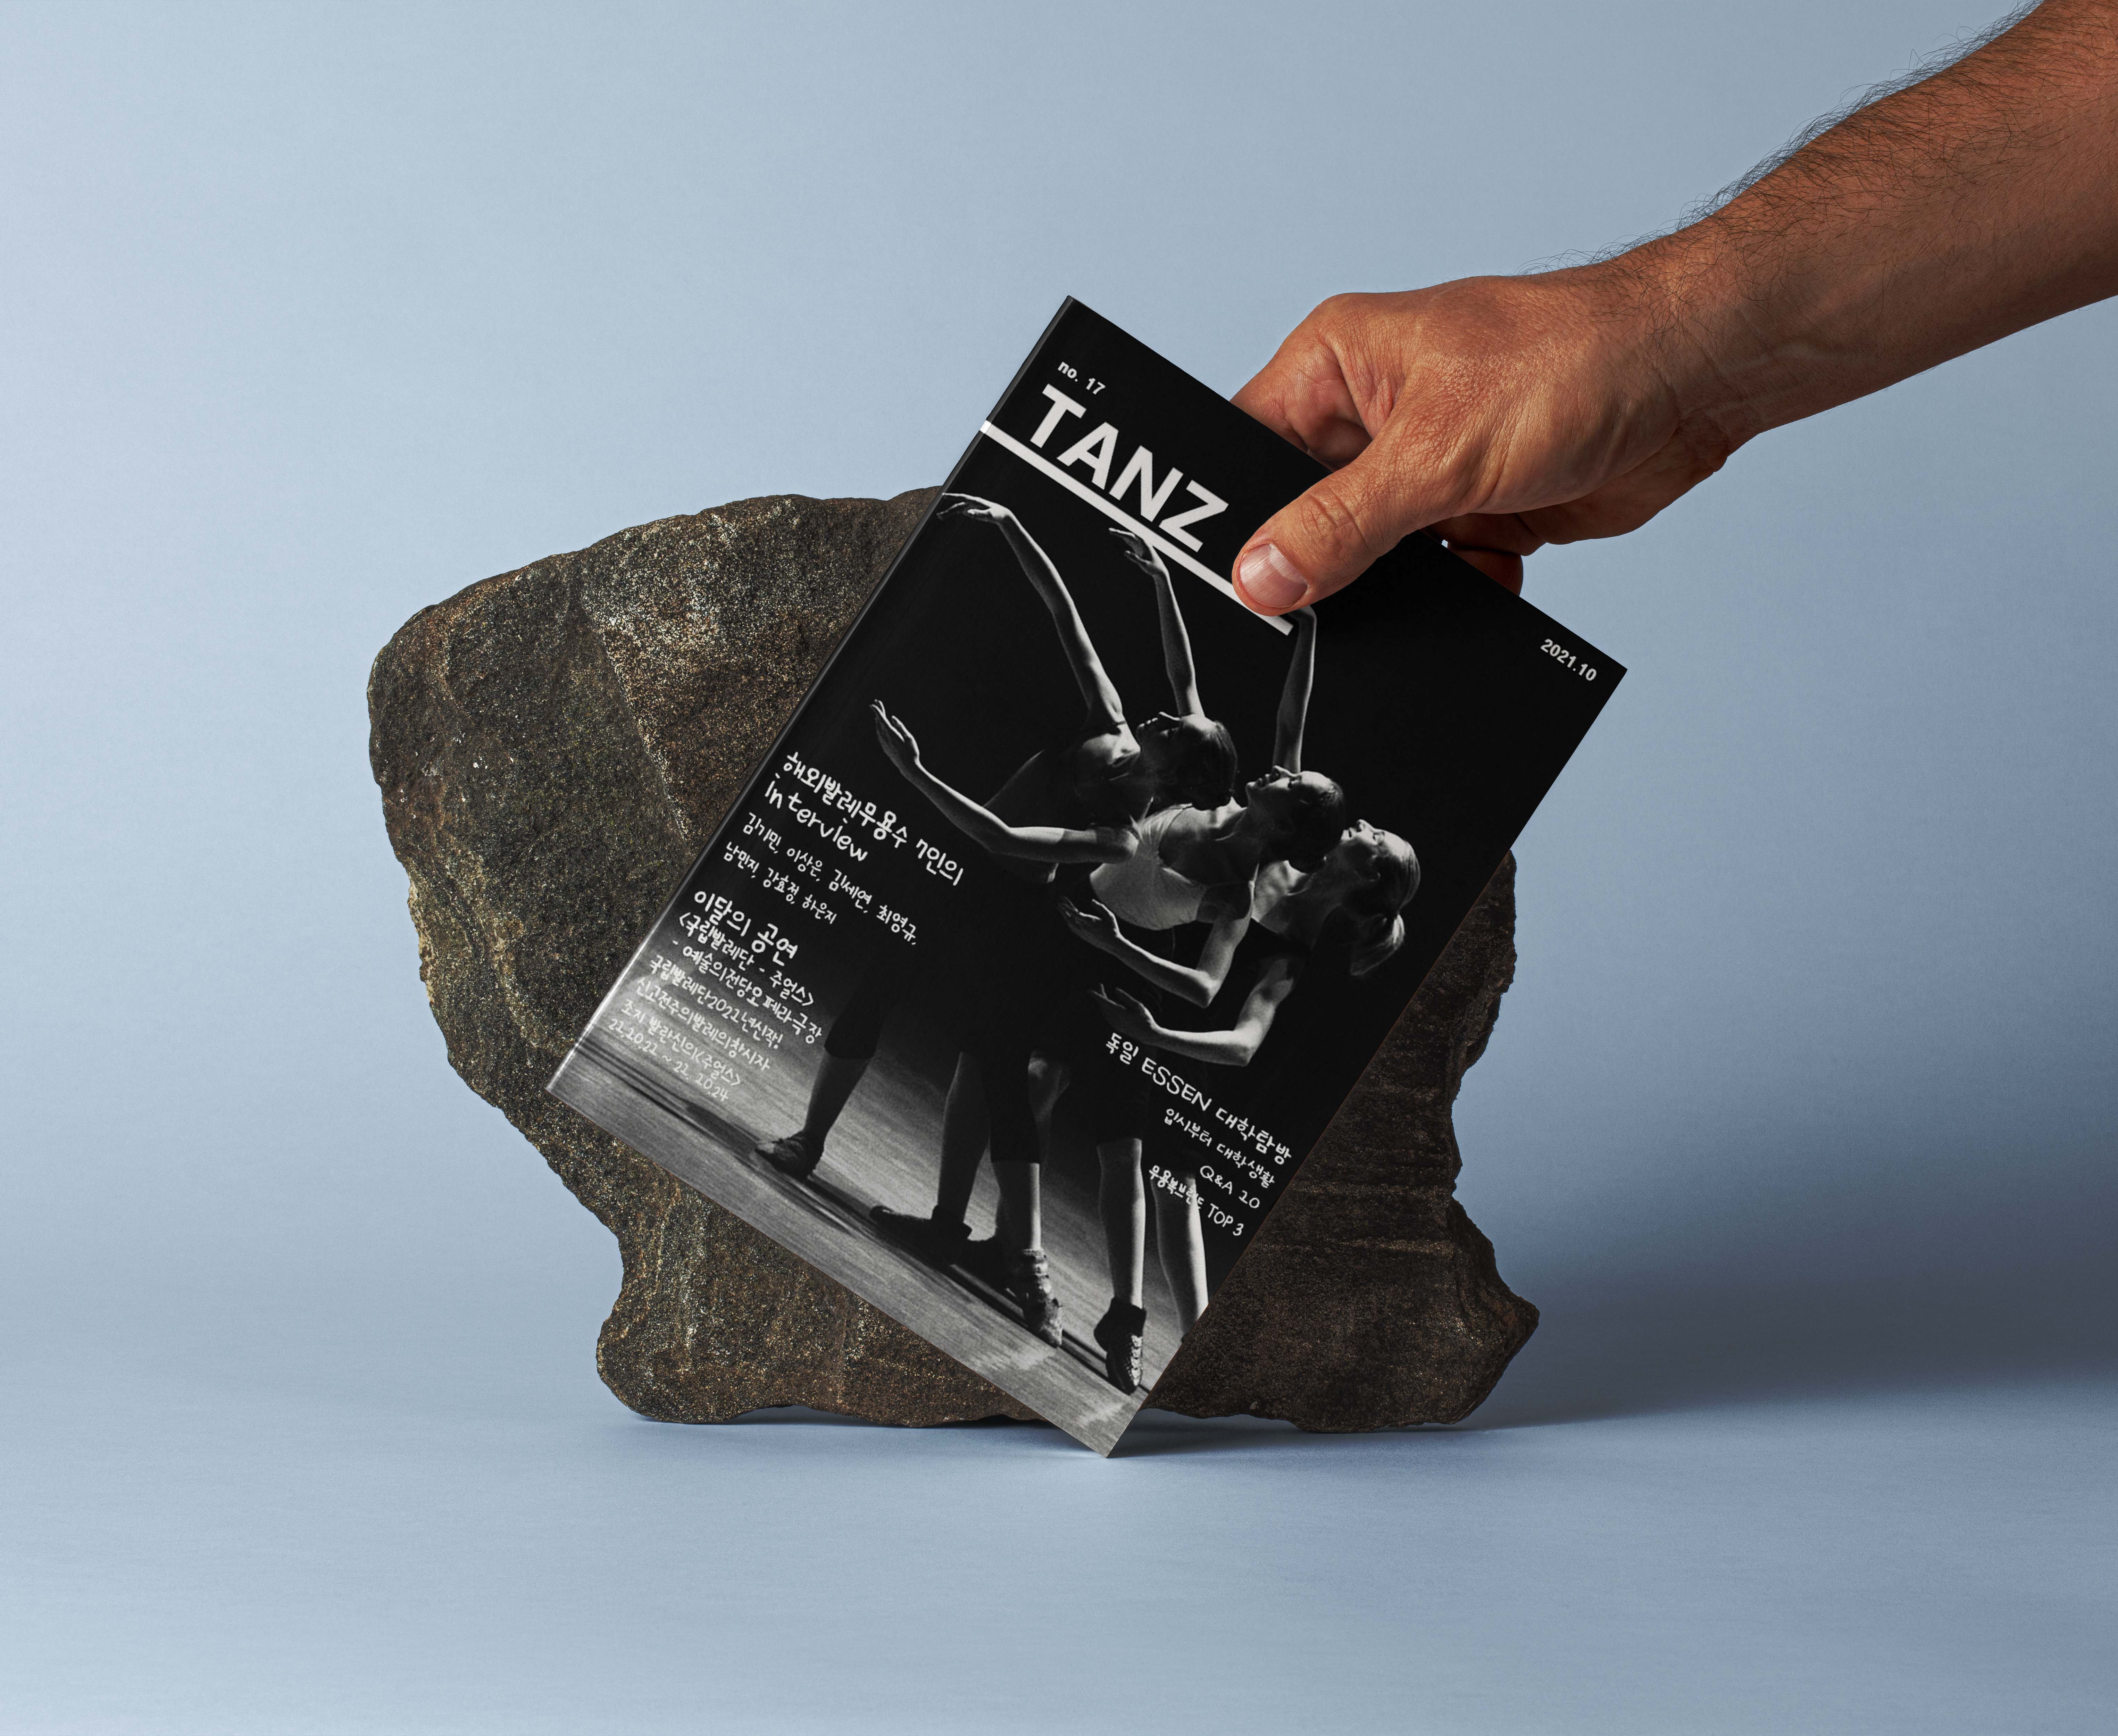 no. 17
TANZ
2021.10
해외발레무용수 7인의
interview
김기민, 이상은, 김세연, 최영규,
남민지, 강효정, 하은지
이달의 공연
<국립발레단 - 주얼스>
- 예술의전당오페라극장
국립발레단2021년신작!
신고전주의발레의창시자
조지 발란신의<주얼스>
21.10.22 ~ 21.10.24
독일 ESSEN 대학탐방
입시부터 대학생활
Q&A 10
무용복브랜드 TOP 3